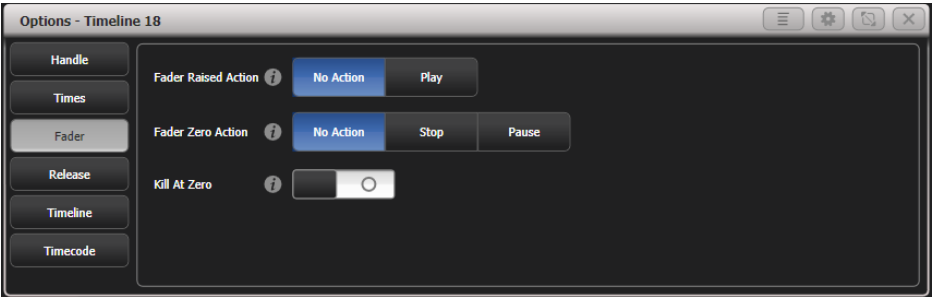 Options - Timeline 18
Handle
Times
Fader
Release
Timeline
Timecode
Fader Raised Action No Action Play
Fader Zero Action No Action Stop Pause
Kill At Zero